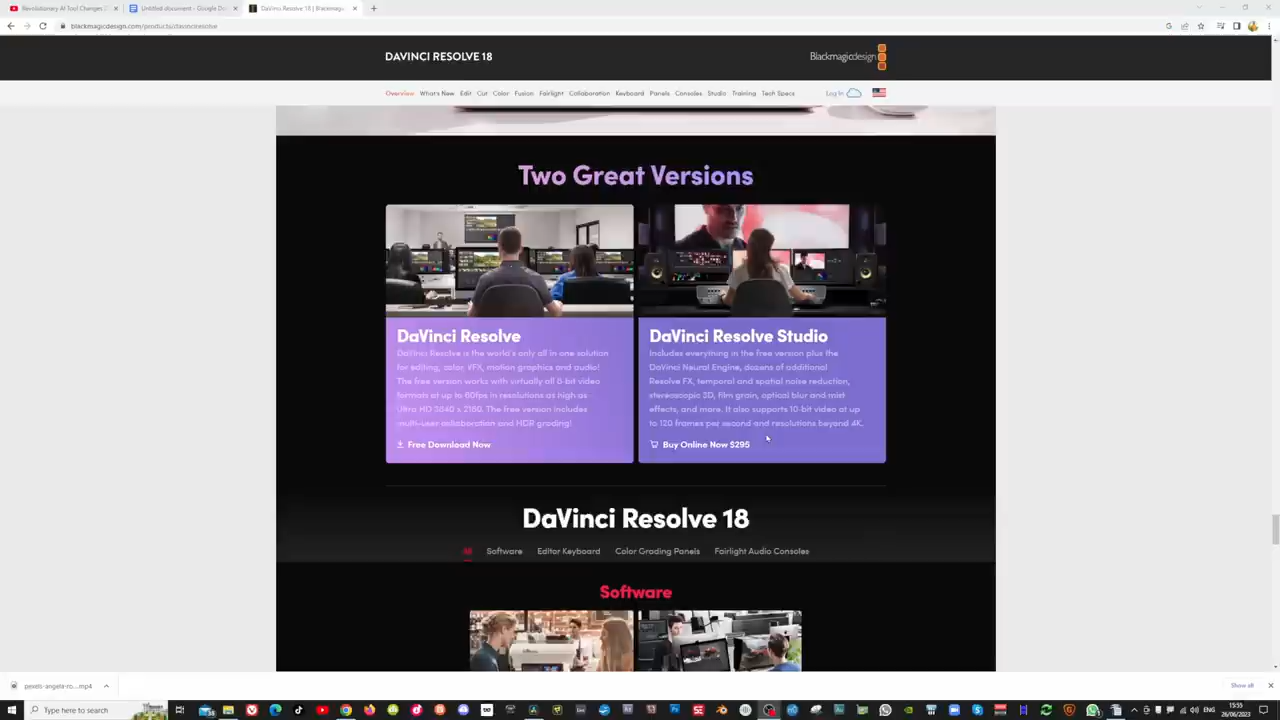 Revolutionary AI Tool Changes
Untitled document - Google Do
DaVinci Resolve 18 | Blackmagic
blackmagicdesign.com/products/davinciresolve
DAVINCI RESOLVE 18
Blackmagicdesign
Overview What's New Edit Cut Color Fusion Fairlight Collaboration Keyboard Panels Consoles Studio Training Tech Specs
Log In
Two Great Versions
DaVinci Resolve
DaVinci Resolve is the world's only all in one solution
for editing, color, VFX, motion graphics and audio!
The free version works with virtually all 8-bit video
formats at up to 60fps in resolutions as high as
Ultra HD 3840 x 2160. The free version includes
multi-user collaboration and HDR grading!
Free Download Now
DaVinci Resolve Studio
Includes everything in the free version plus the
DaVinci Neural Engine, dozens of additional
Resolve FX, temporal and spatial noise reduction,
stereoscopic 3D, film grain, optical blur and mist
effects, and more. It also supports 10-bit video at up
to 120 frames per second and resolutions beyond 4K.
Buy Online Now $295
DaVinci Resolve 18
All Software Editor Keyboard Color Grading Panels Fairlight Audio Consoles
Software
pexels-angela-ro....mp4
Show all
Type here to search
ENG
15:55
26/06/2023